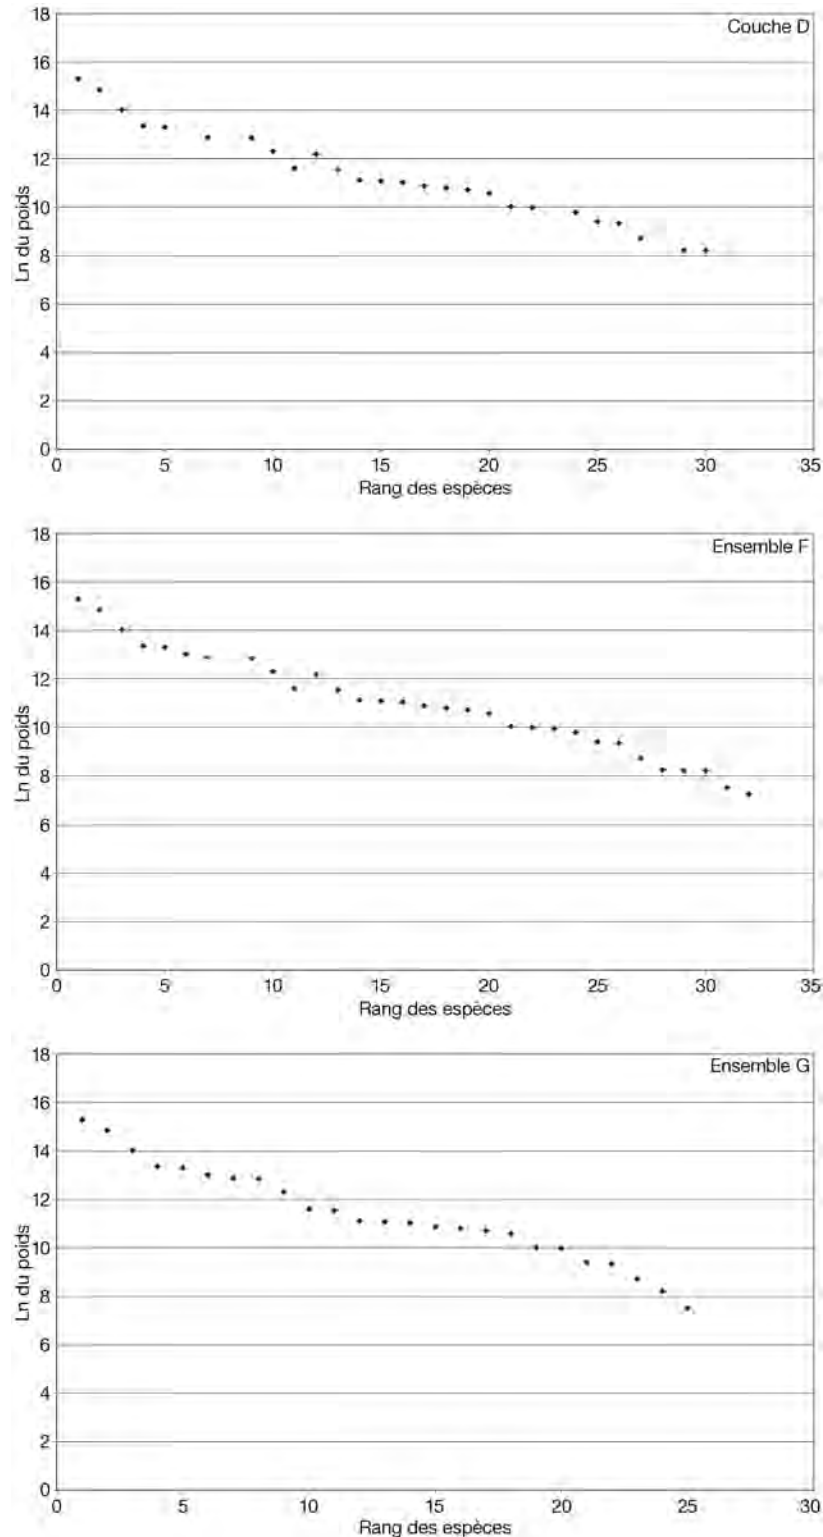 Couche D
Ln du poids
18
16
14
12
10
8
6
4
2
0
0 5 10 15 20 25 30 35
Rang des espèces
Ensemble F
Ln du poids
18
16
14
12
10
8
6
4
2
0
0 5 10 15 20 25 30 35
Rang des espèces
Ensemble G
Ln du poids
18
16
14
12
10
8
6
4
2
0
0 5 10 15 20 25 30
Rang des espèces